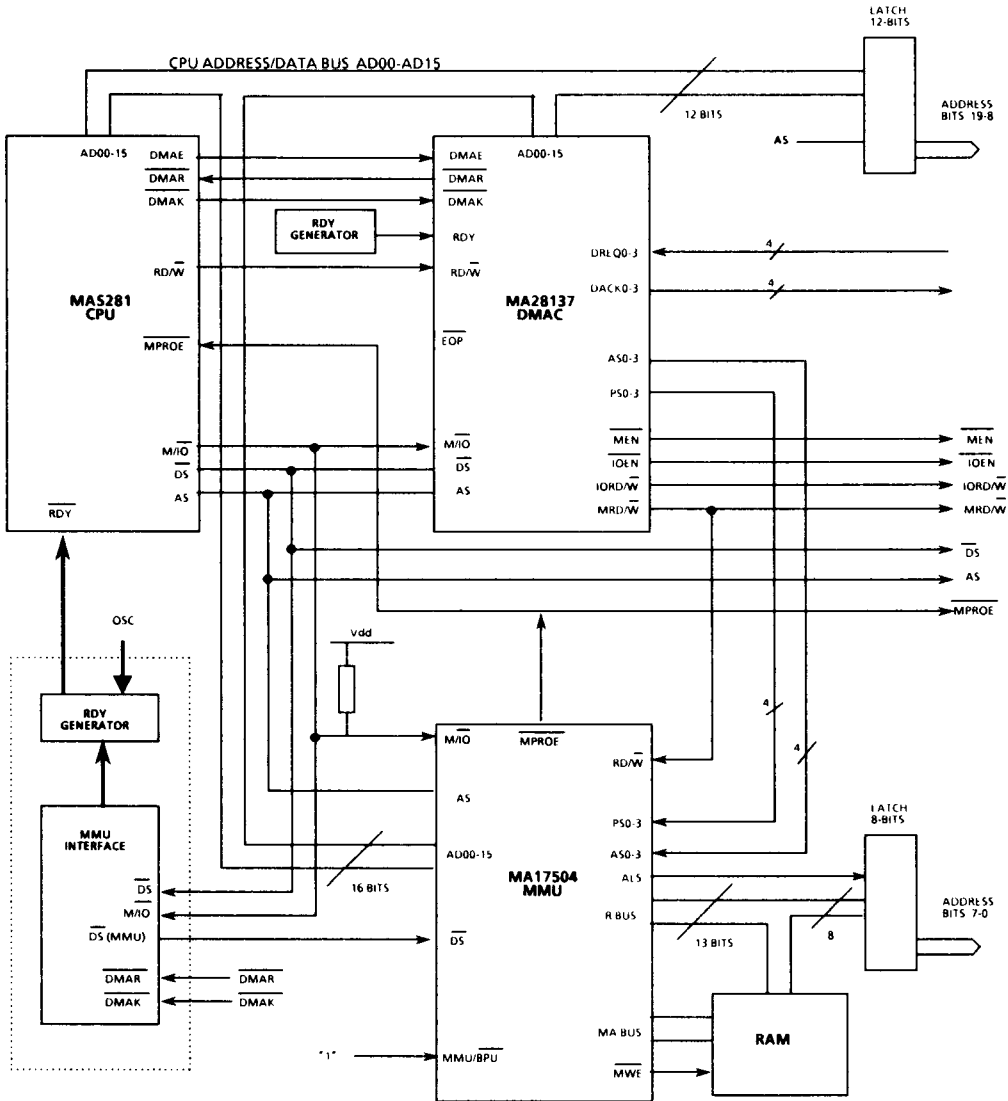 LATCH
12-BITS
CPU ADDRESS/DATA BUS AD00-AD15
12 BITS
ADDRESS
BITS 19-8
AS
AD00-15
DMAE
DMAR
DMAK
RD/W
MAS281
CPU
MPROE
M/IO
DS
AS
RDY
RDY
GENERATOR
AD00-15
DMAE
DMAR
DMAK
RDY
RD/W
MA28137
DMAC
EOP
M/IO
DS
AS
DREQ0-3
DACK0-3
AS0-3
PS0-3
MEN
IOEN
IORD/W
MRD/W
4
4
MEN
IOEN
IORD/W
MRD/W
DS
AS
MPROE
OSC
RDY
GENERATOR
MMU
INTERFACE
DS
M/IO
DS (MMU)
DMAR
DMAK
DMAR
DMAK
Vdd
16 BITS
"1"
M/IO
MPROE
AS
AD00-15
MA17504
MMU
DS
MMU/BPU
RD/W
PS0-3
AS0-3
ALS
R BUS
MA BUS
MWE
4
4
13 BITS
8
LATCH
8-BITS
ADDRESS
BITS 7-0
RAM